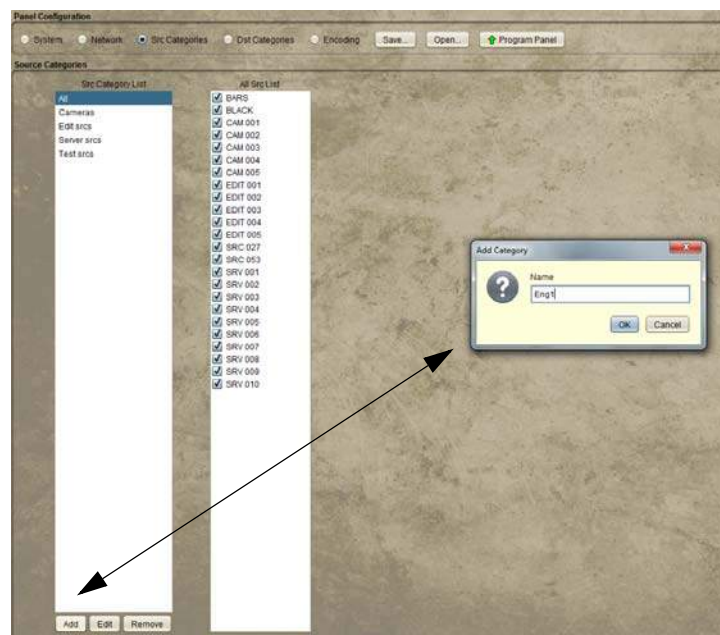 Panel Configuration
System Network Src Categories Dst Categories Encoding Save... Open... Program Panel
Source Categories
Src Category List
All
Cameras
Edit srcs
Server srcs
Test srcs
Add Edit Remove
All Src List
BARS
BLACK
CAM 001
CAM 002
CAM 003
CAM 004
CAM 005
EDIT 001
EDIT 002
EDIT 003
EDIT 004
EDIT 005
SRC 027
SRC 053
SRV 001
SRV 002
SRV 003
SRV 004
SRV 005
SRV 006
SRV 007
SRV 008
SRV 009
SRV 010
Add Category
Name
Eng1
OK Cancel